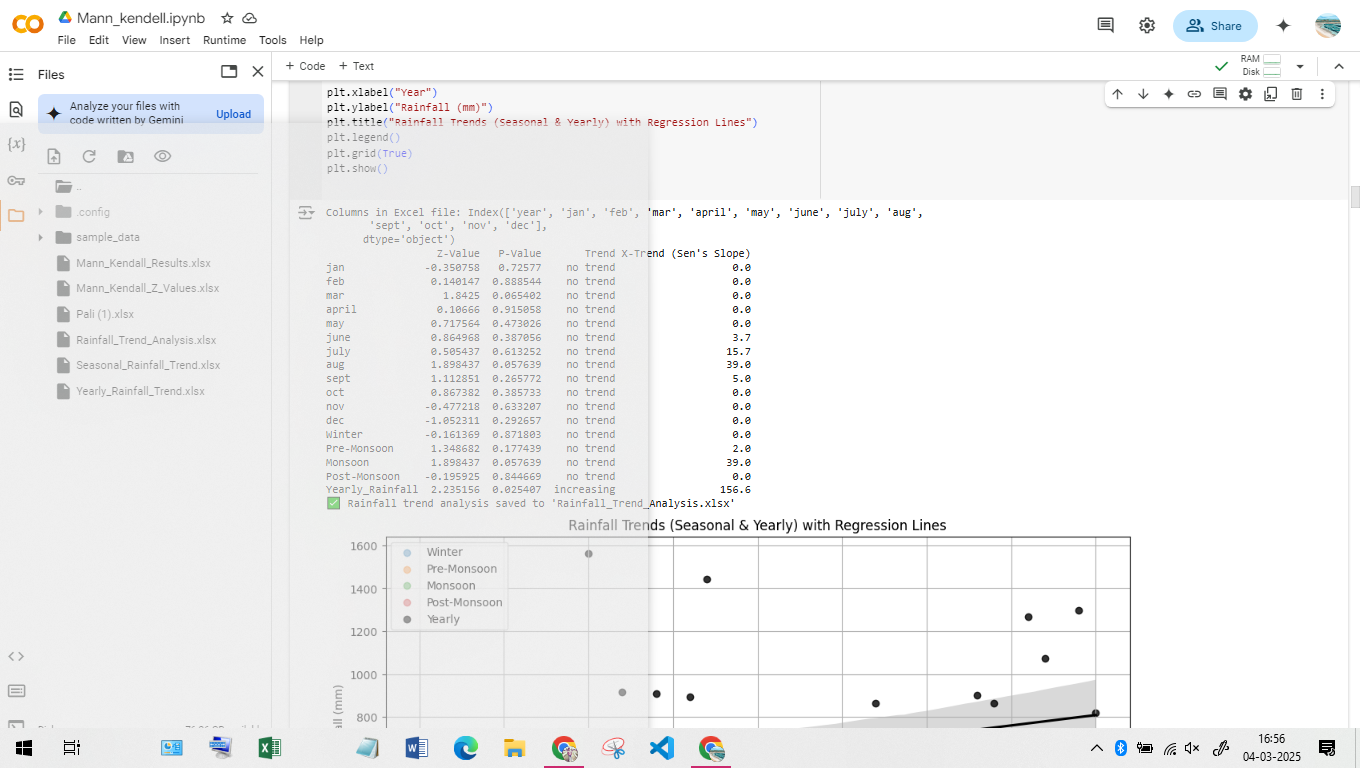 Mann_kendell.ipynb
File Edit View Insert Runtime Tools Help
Share
Files
+ Code + Text
RAM
Disk
Analyze your files with
code written by Gemini
Upload
..
.config
sample_data
Mann_Kendall_Results.xlsx
Mann_Kendall_Z_Values.xlsx
Pali (1).xlsx
Rainfall_Trend_Analysis.xlsx
Seasonal_Rainfall_Trend.xlsx
Yearly_Rainfall_Trend.xlsx
plt.xlabel("Year")
plt.ylabel("Rainfall (mm)")
plt.title("Rainfall Trends (Seasonal & Yearly) with Regression Lines")
plt.legend()
plt.grid(True)
plt.show()
Columns in Excel file: Index(['year', 'jan', 'feb', 'mar', 'april', 'may', 'june', 'july', 'aug',
'sept', 'oct', 'nov', 'dec'],
dtype='object')
Z-Value P-Value Trend X-Trend (Sen's Slope)
jan -0.350758 0.72577 no trend 0.0
feb 0.140147 0.888544 no trend 0.0
mar 1.8425 0.065402 no trend 0.0
april 0.10666 0.915058 no trend 0.0
may 0.717564 0.473026 no trend 0.0
june 0.864968 0.387056 no trend 3.7
july 0.505437 0.613252 no trend 15.7
aug 1.898437 0.057639 no trend 39.0
sept 1.112851 0.265772 no trend 5.0
oct 0.867382 0.385733 no trend 0.0
nov -0.477218 0.633207 no trend 0.0
dec -1.052311 0.292657 no trend 0.0
Winter -0.161369 0.871803 no trend 0.0
Pre-Monsoon 1.348682 0.177439 no trend 2.0
Monsoon 1.898437 0.057639 no trend 39.0
Post-Monsoon -0.195925 0.844669 no trend 0.0
Yearly_Rainfall 2.235156 0.025407 increasing 156.6
✅ Rainfall trend analysis saved to 'Rainfall_Trend_Analysis.xlsx'
Rainfall Trends (Seasonal & Yearly) with Regression Lines
1600
1400
1200
1000
800
Winter
Pre-Monsoon
Monsoon
Post-Monsoon
Yearly
(mm)
16:56
04-03-2025